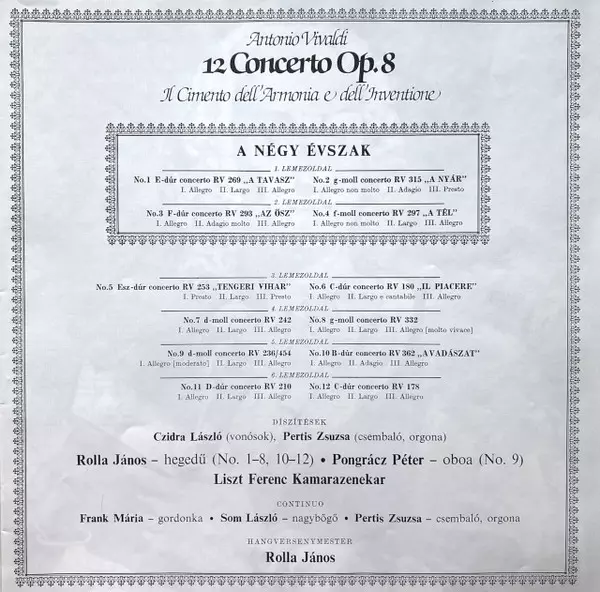 Antonio Vivaldi
12 Concerto Op. 8
Il Cimento dell'Armonia e dell'Inventione
A NÉGY ÉVSZAK
1. LEMEZOLDAL
No.1 E-dúr concerto RV 269 „A TAVASZ" No.2 g-moll concerto RV 315 „A NYÁR"
I. Allegro II. Largo III. Allegro I. Allegro non molto II. Adagio III. Presto
2. LEMEZOLDAL
No.3 F-dúr concerto RV 293 „AZ ŐSZ" No.4 f-moll concerto RV 297 „A TÉL"
I. Allegro II. Adagio molto III. Allegro I. Allegro non molto II. Largo III. Allegro
3. LEMEZOLDAL
No.5 Esz-dúr concerto RV 253 „TENGERI VIHAR" No.6 C-dúr concerto RV 180 „IL PIACERE"
I. Presto II. Largo III. Presto I. Allegro II. Largo e cantabile III. Allegro
4. LEMEZOLDAL
No.7 d-moll concerto RV 242 No.8 g-moll concerto RV 332
I. Allegro II. Largo III. Allegro I. Allegro II. Largo III. Allegro [molto vivace]
5. LEMEZOLDAL
No.9 d-moll concerto RV 236/454 No.10 B-dúr concerto RV 362 „A VADÁSZAT"
I. Allegro [moderato] II. Largo III. Allegro I. Allegro II. Adagio III. Allegro
6. LEMEZOLDAL
No.11 D-dúr concerto RV 210 No.12 C-dúr concerto RV 178
I. Allegro II. Largo III. Allegro I. Allegro II. Largo III. Allegro
DÍSZÍTÉSEK
Czidra László (vonósok), Pertis Zsuzsa (csembaló, orgona)
Rolla János – hegedű (No. 1–8, 10–12) • Pongrácz Péter – oboa (No. 9)
Liszt Ferenc Kamarazenekar
CONTINUO
Frank Mária – gordonka • Som László – nagybőgő • Pertis Zsuzsa – csembaló, orgona
HANGVERSENYMESTER
Rolla János